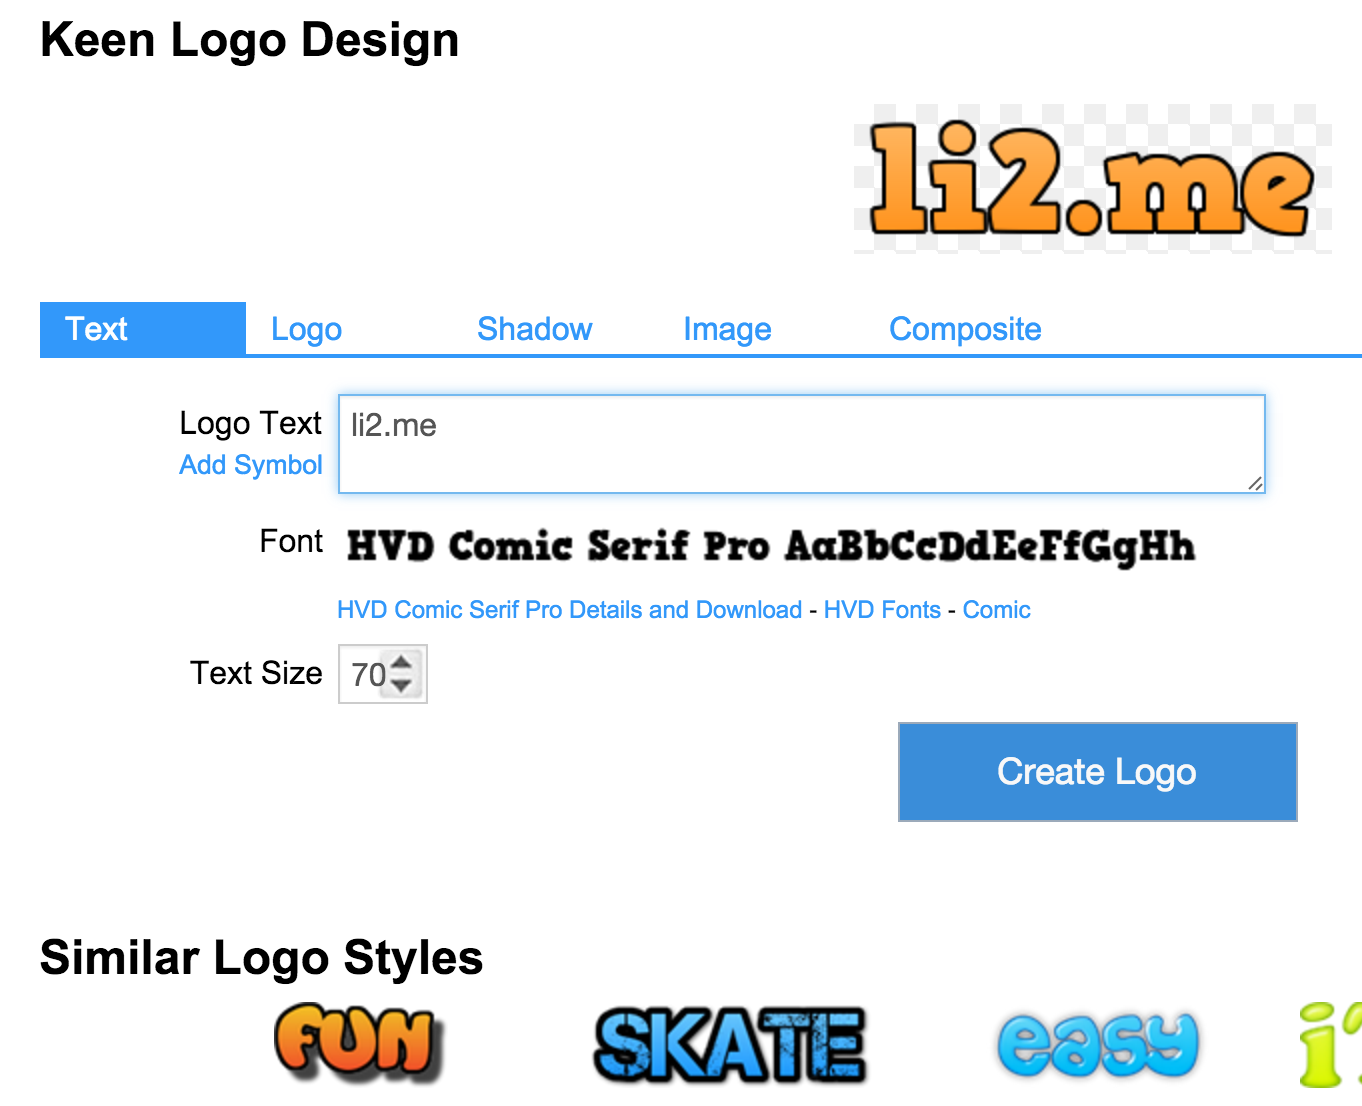 Keen Logo Design
li2.me
Text Logo Shadow Image Composite
Logo Text li2.me
Add Symbol
Font HVD Comic Serif Pro AaBbCcDdEeFfGgHh
HVD Comic Serif Pro Details and Download - HVD Fonts - Comic
Text Size 70
Create Logo
Similar Logo Styles
FUN SKATE easy